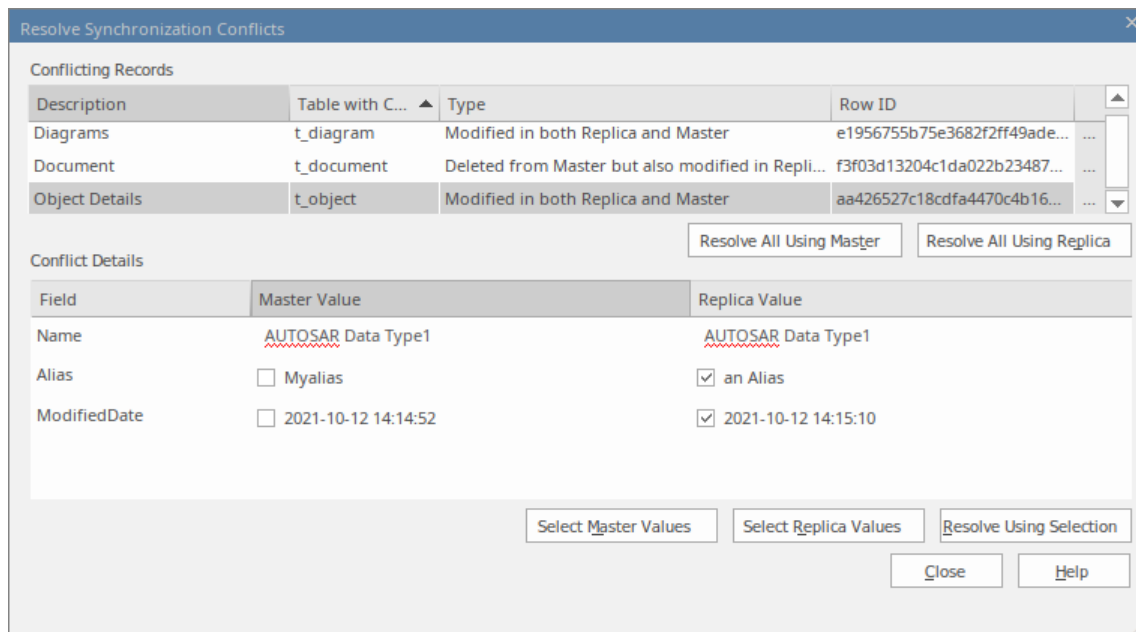 Resolve Synchronization Conflicts
Conflicting Records
Description Table with C... Type Row ID
Diagrams t_diagram Modified in both Replica and Master e1956755b75e3682f2ff49ade... ...
Document t_document Deleted from Master but also modified in Repli... f3f03d13204c1da022b23487... ...
Object Details t_object Modified in both Replica and Master aa426527c18cdfa4470c4b16... ...
Resolve All Using Master Resolve All Using Replica
Conflict Details
Field Master Value Replica Value
Name AUTOSAR Data Type1 AUTOSAR Data Type1
Alias Myalias an Alias
ModifiedDate 2021-10-12 14:14:52 2021-10-12 14:15:10
Select Master Values Select Replica Values Resolve Using Selection
Close Help